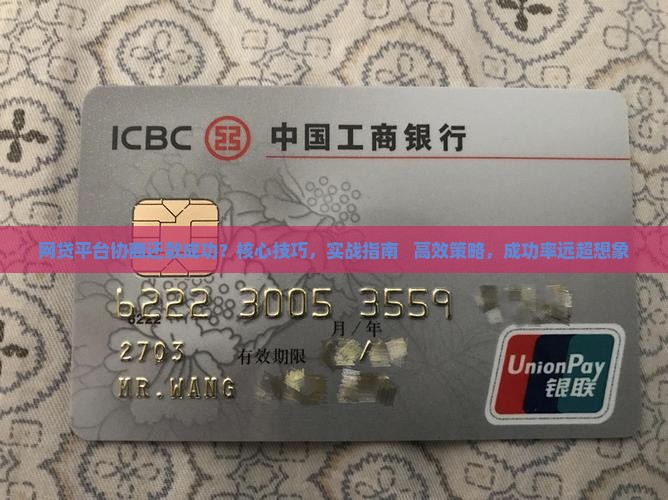 ICBC 中国工商银行
网贷平台协商还款成功？核心技巧，实战指南 高效策略，成功率远超想象
6222 3005 3559
6222
月/年
2703 有效期限 /
MR.WANG
UnionPay
银联